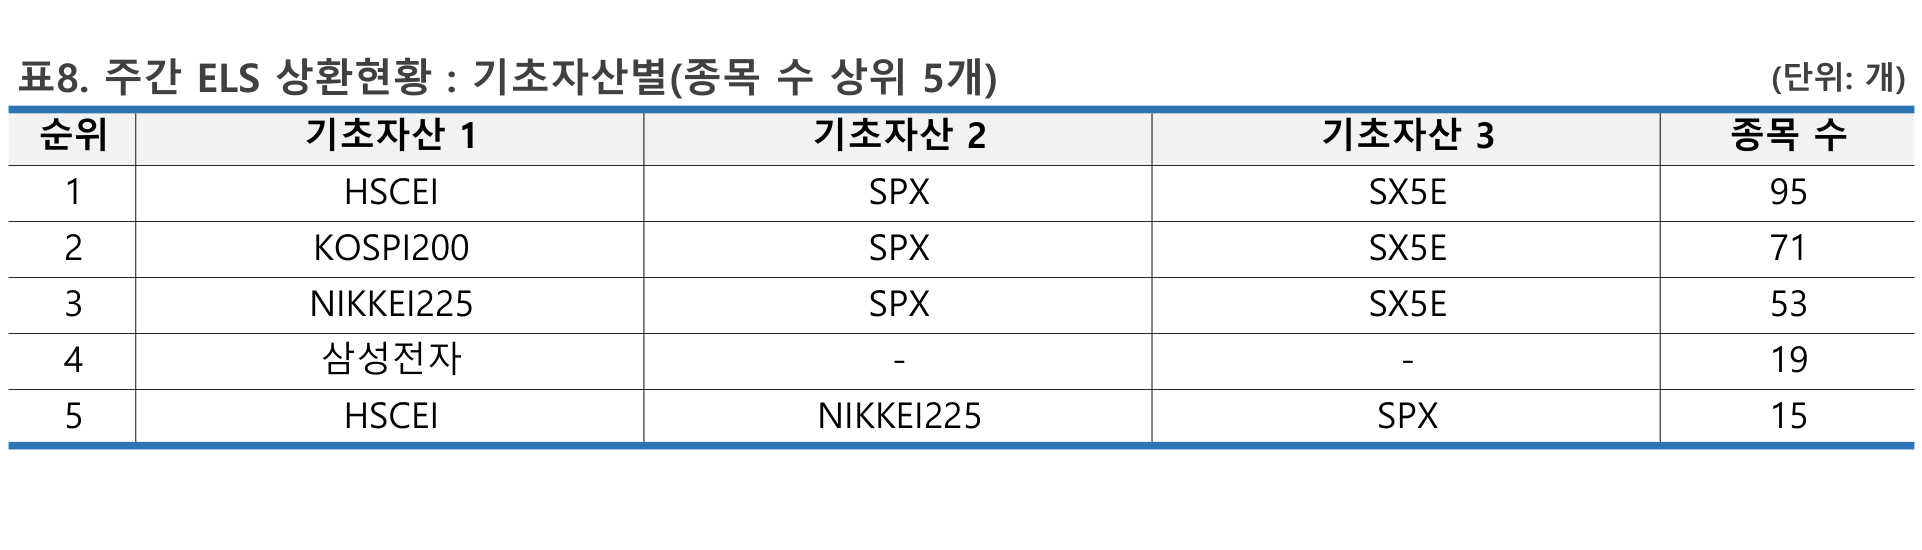 표8. 주간 ELS 상환현황 : 기초자산별(종목 수 상위 5개) (단위: 개)
순위 기초자산 1 기초자산 2 기초자산 3 종목 수
1 HSCEI SPX SX5E 95
2 KOSPI200 SPX SX5E 71
3 NIKKEI225 SPX SX5E 53
4 삼성전자 - - 19
5 HSCEI NIKKEI225 SPX 15